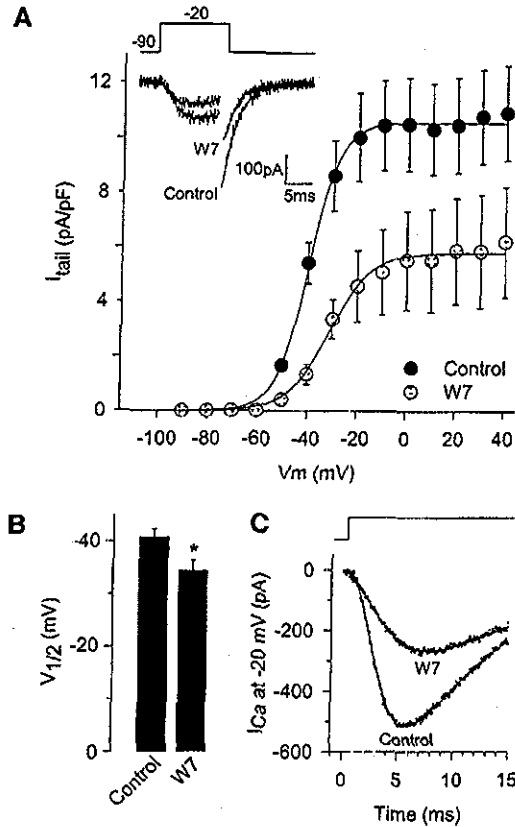 A
-20
-90
12
8
4
0
I tail (pA/pF)
W7
Control
100pA
5ms
Control
W7
-100 -80 -60 -40 -20 0 20 40
Vm (mV)
B
-40
-20
0
V1/2 (mV)
*
Control
W7
C
0
-200
-400
-600
ICa at -20 mV (pA)
W7
Control
0 5 10 15
Time (ms)